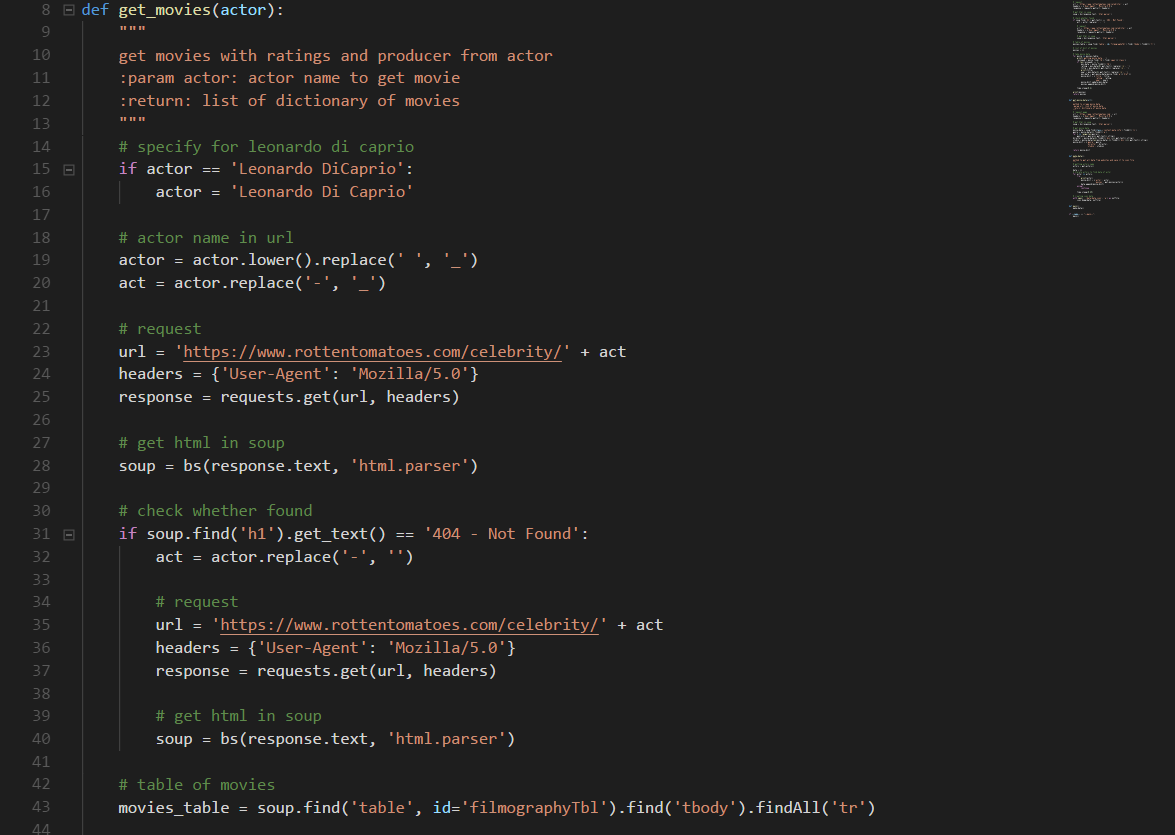 8 def get_movies(actor):
9 """
10 get movies with ratings and producer from actor
11 :param actor: actor name to get movie
12 :return: list of dictionary of movies
13 """
14 # specify for leonardo di caprio
15 if actor == 'Leonardo DiCaprio':
16 actor = 'Leonardo Di Caprio'
17
18 # actor name in url
19 actor = actor.lower().replace(' ', '_')
20 act = actor.replace('-', '_')
21
22 # request
23 url = 'https://www.rottentomatoes.com/celebrity/' + act
24 headers = {'User-Agent': 'Mozilla/5.0'}
25 response = requests.get(url, headers)
26
27 # get html in soup
28 soup = bs(response.text, 'html.parser')
29
30 # check whether found
31 if soup.find('h1').get_text() == '404 - Not Found':
32 act = actor.replace('-', '')
33
34 # request
35 url = 'https://www.rottentomatoes.com/celebrity/' + act
36 headers = {'User-Agent': 'Mozilla/5.0'}
37 response = requests.get(url, headers)
38
39 # get html in soup
40 soup = bs(response.text, 'html.parser')
41
42 # table of movies
43 movies_table = soup.find('table', id='filmographyTbl').find('tbody').findAll('tr')
44